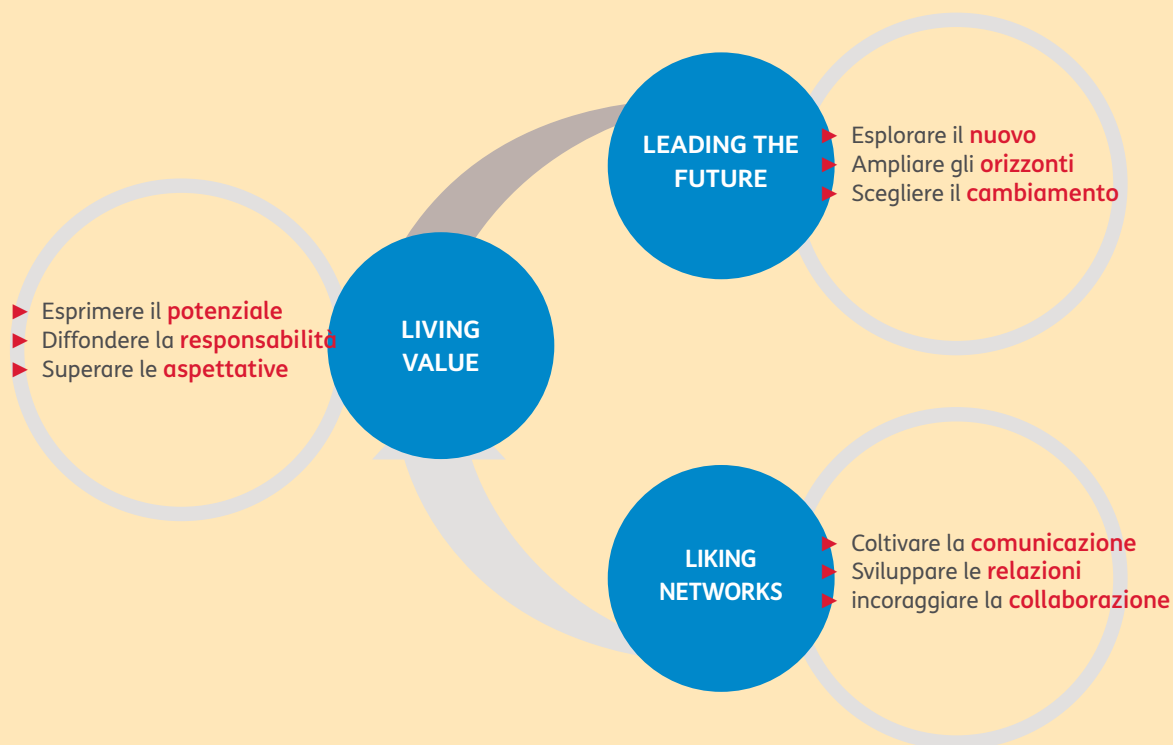 LEADING THE
FUTURE
▶ Esplorare il nuovo
▶ Ampliare gli orizzonti
▶ Scegliere il cambiamento
▶ Esprimere il potenziale
▶ Diffondere la responsabilità
▶ Superare le aspettative
LIVING
VALUE
LIKING
NETWORKS
▶ Coltivare la comunicazione
▶ Sviluppare le relazioni
▶ incoraggiare la collaborazione